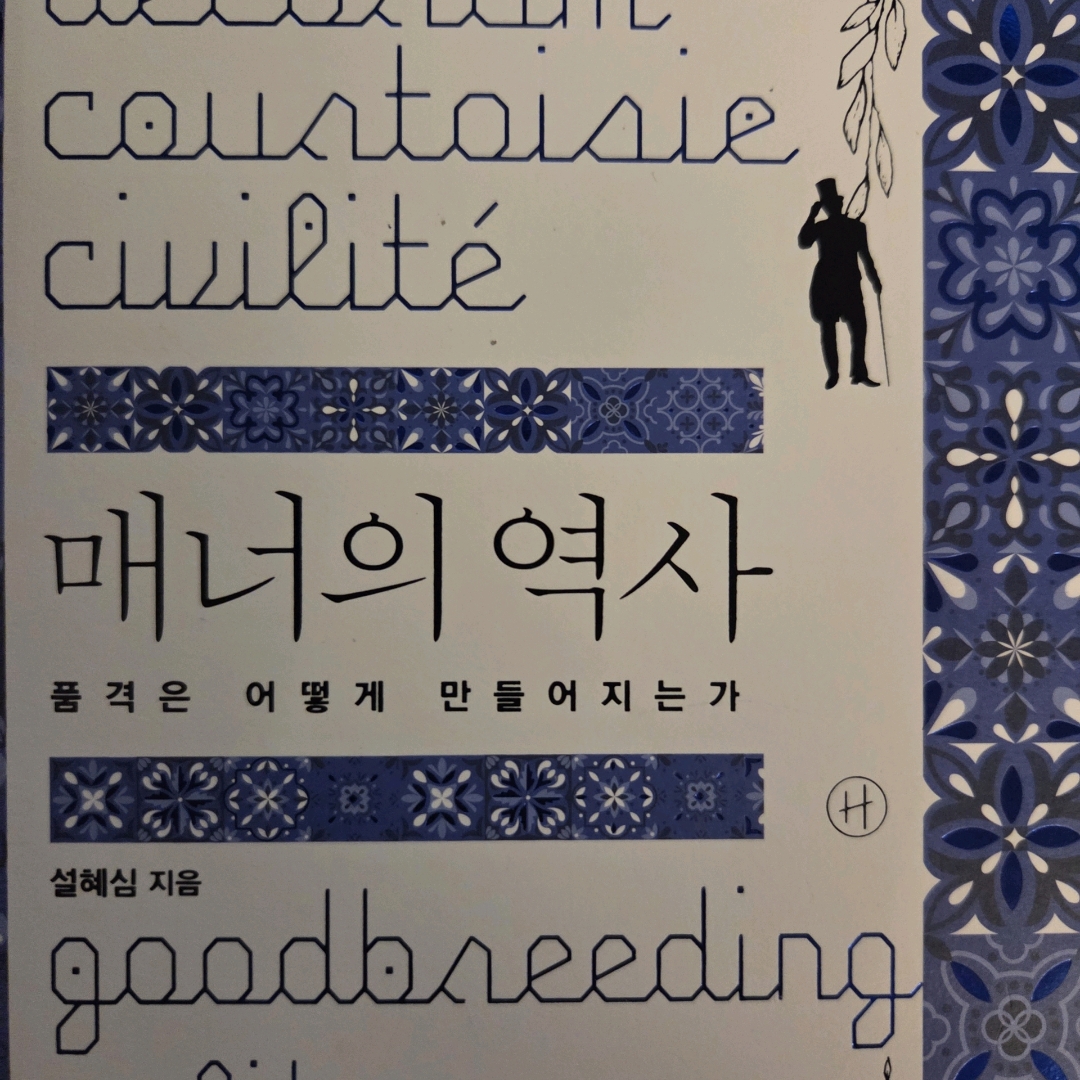 courtoisie
civilité
매너의 역사
품격은 어떻게 만들어지는가
H
설혜심 지음
goodbreeding